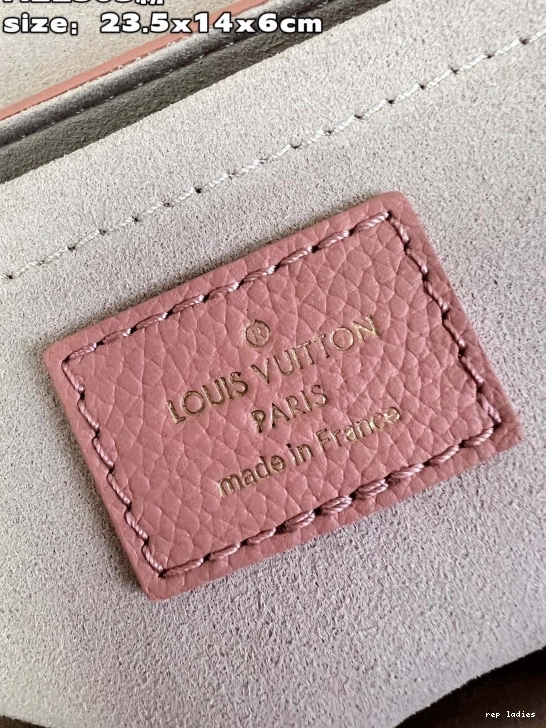 size: 23.5x14x6cm
®
LOUIS VUITTON
PARIS
made in France
rep ladies